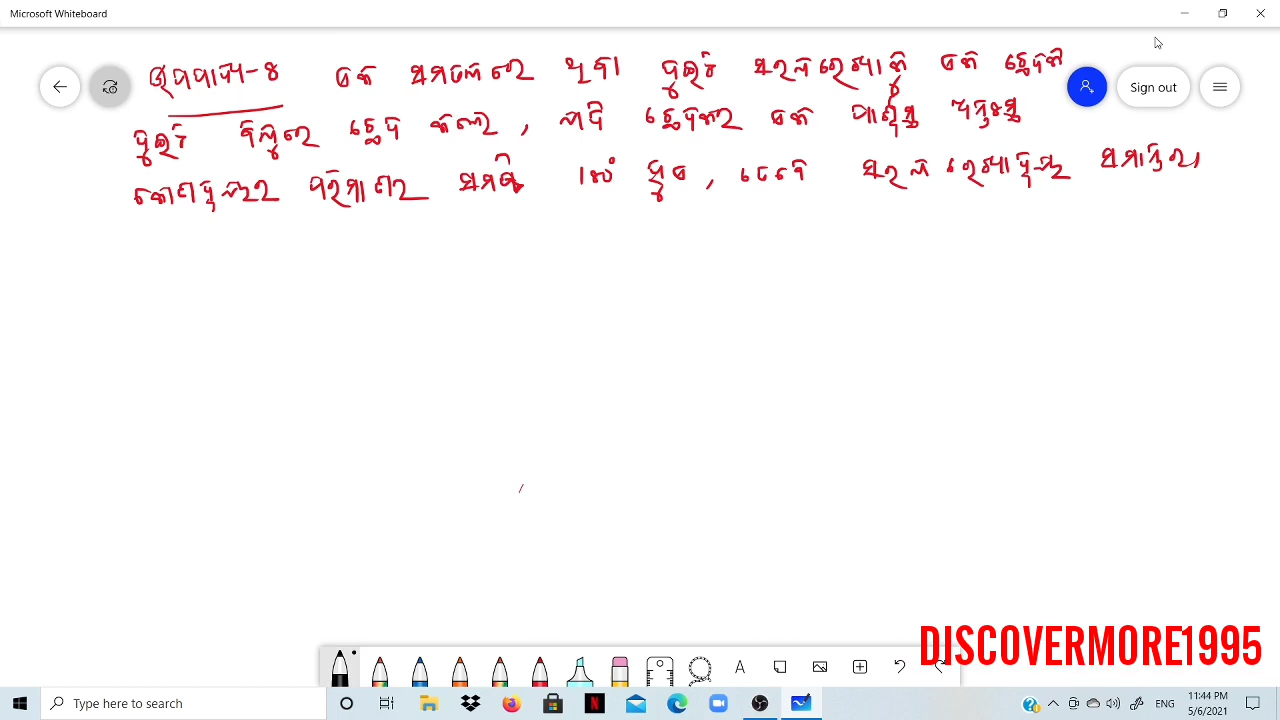 Microsoft Whiteboard
ଉପପାଦ୍ୟ-୪ ଏକ ସମତଳରେ ଥିବା ଦୁଇଟି ସରଳରେଖାକୁ ଏକ ଛେଦକ
Sign out
ଦୁଇଟି ବିନ୍ଦୁରେ ଛେଦ କଲେ, ଯଦି ଛେଦକର ଏକ ପାର୍ଶ୍ୱସ୍ଥ ଅନ୍ତଃସ୍ଥ
କୋଣଦ୍ୱୟର ପରିମାଣର ସମଷ୍ଟି ୧୮୦° ହୁଏ, ତେବେ ସରଳରେଖାଦ୍ୱୟ ସମାନ୍ତର।
DISCOVERMORE1995
Type here to search
ENG
11:44 PM
5/6/2021